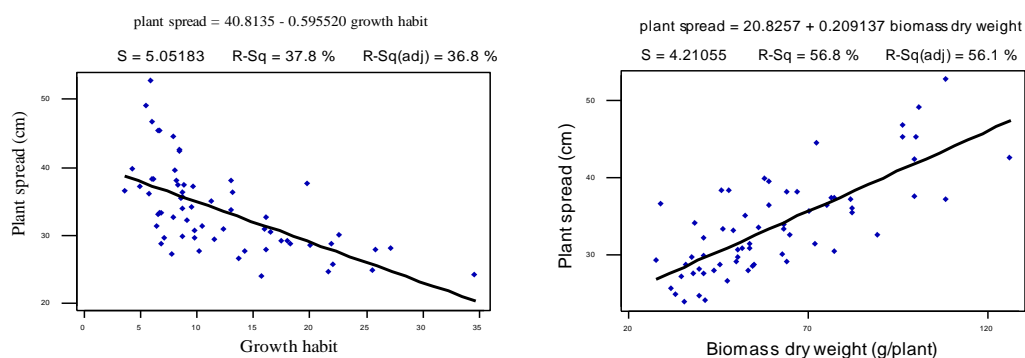 plant spread = 40.8135 - 0.595520 growth habit
S = 5.05183 R-Sq = 37.8 % R-Sq(adj) = 36.8 %
50
40
30
20
Plant spread (cm)
0 5 10 15 20 25 30 35
Growth habit
plant spread = 20.8257 + 0.209137 biomass dry weight
S = 4.21055 R-Sq = 56.8 % R-Sq(adj) = 56.1 %
50
40
30
Plant spread (cm)
20 70 120
Biomass dry weight (g/plant)